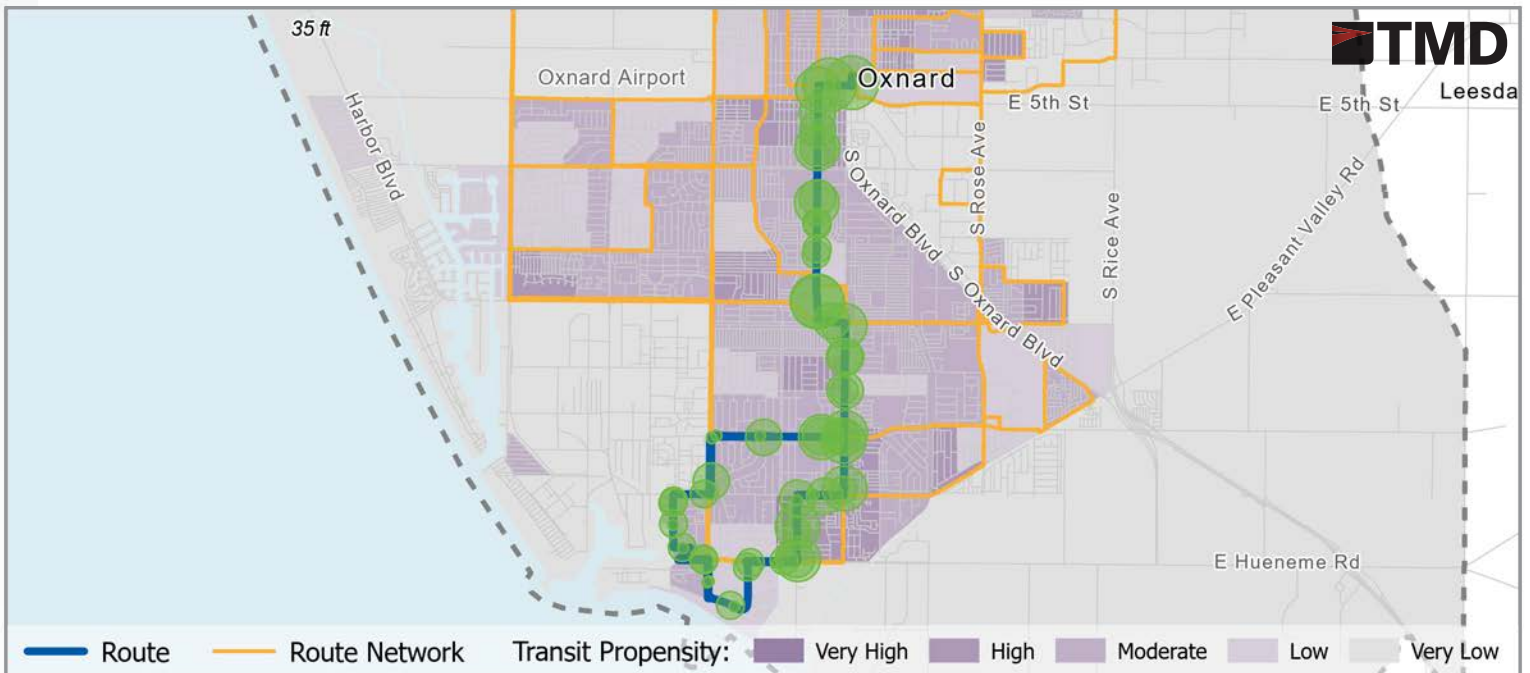 35 ft
TMD
Oxnard Airport
Oxnard
E 5th St
E 5th St
Leesda
Harbor Blvd
S Oxnard Blvd
S Rose Ave
S Rice Ave
E Pleasant Valley Rd
S Oxnard Blvd
E Hueneme Rd
Route
Route Network
Transit Propensity:
Very High
High
Moderate
Low
Very Low